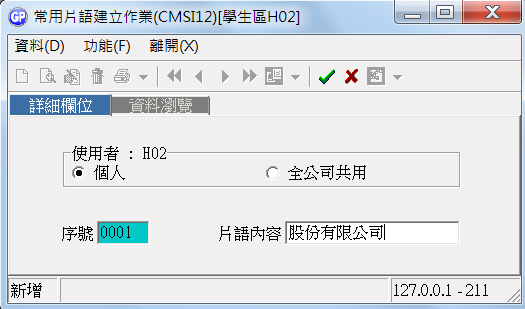 GP 常用片語建立作業(CMSI12)[學生區H02]
資料(D) 功能(F) 離開(X)
詳細欄位 資料瀏覽
使用者 : H02
個人 全公司共用
序號 0001 片語內容 股份有限公司
新增 127.0.0.1 - 211